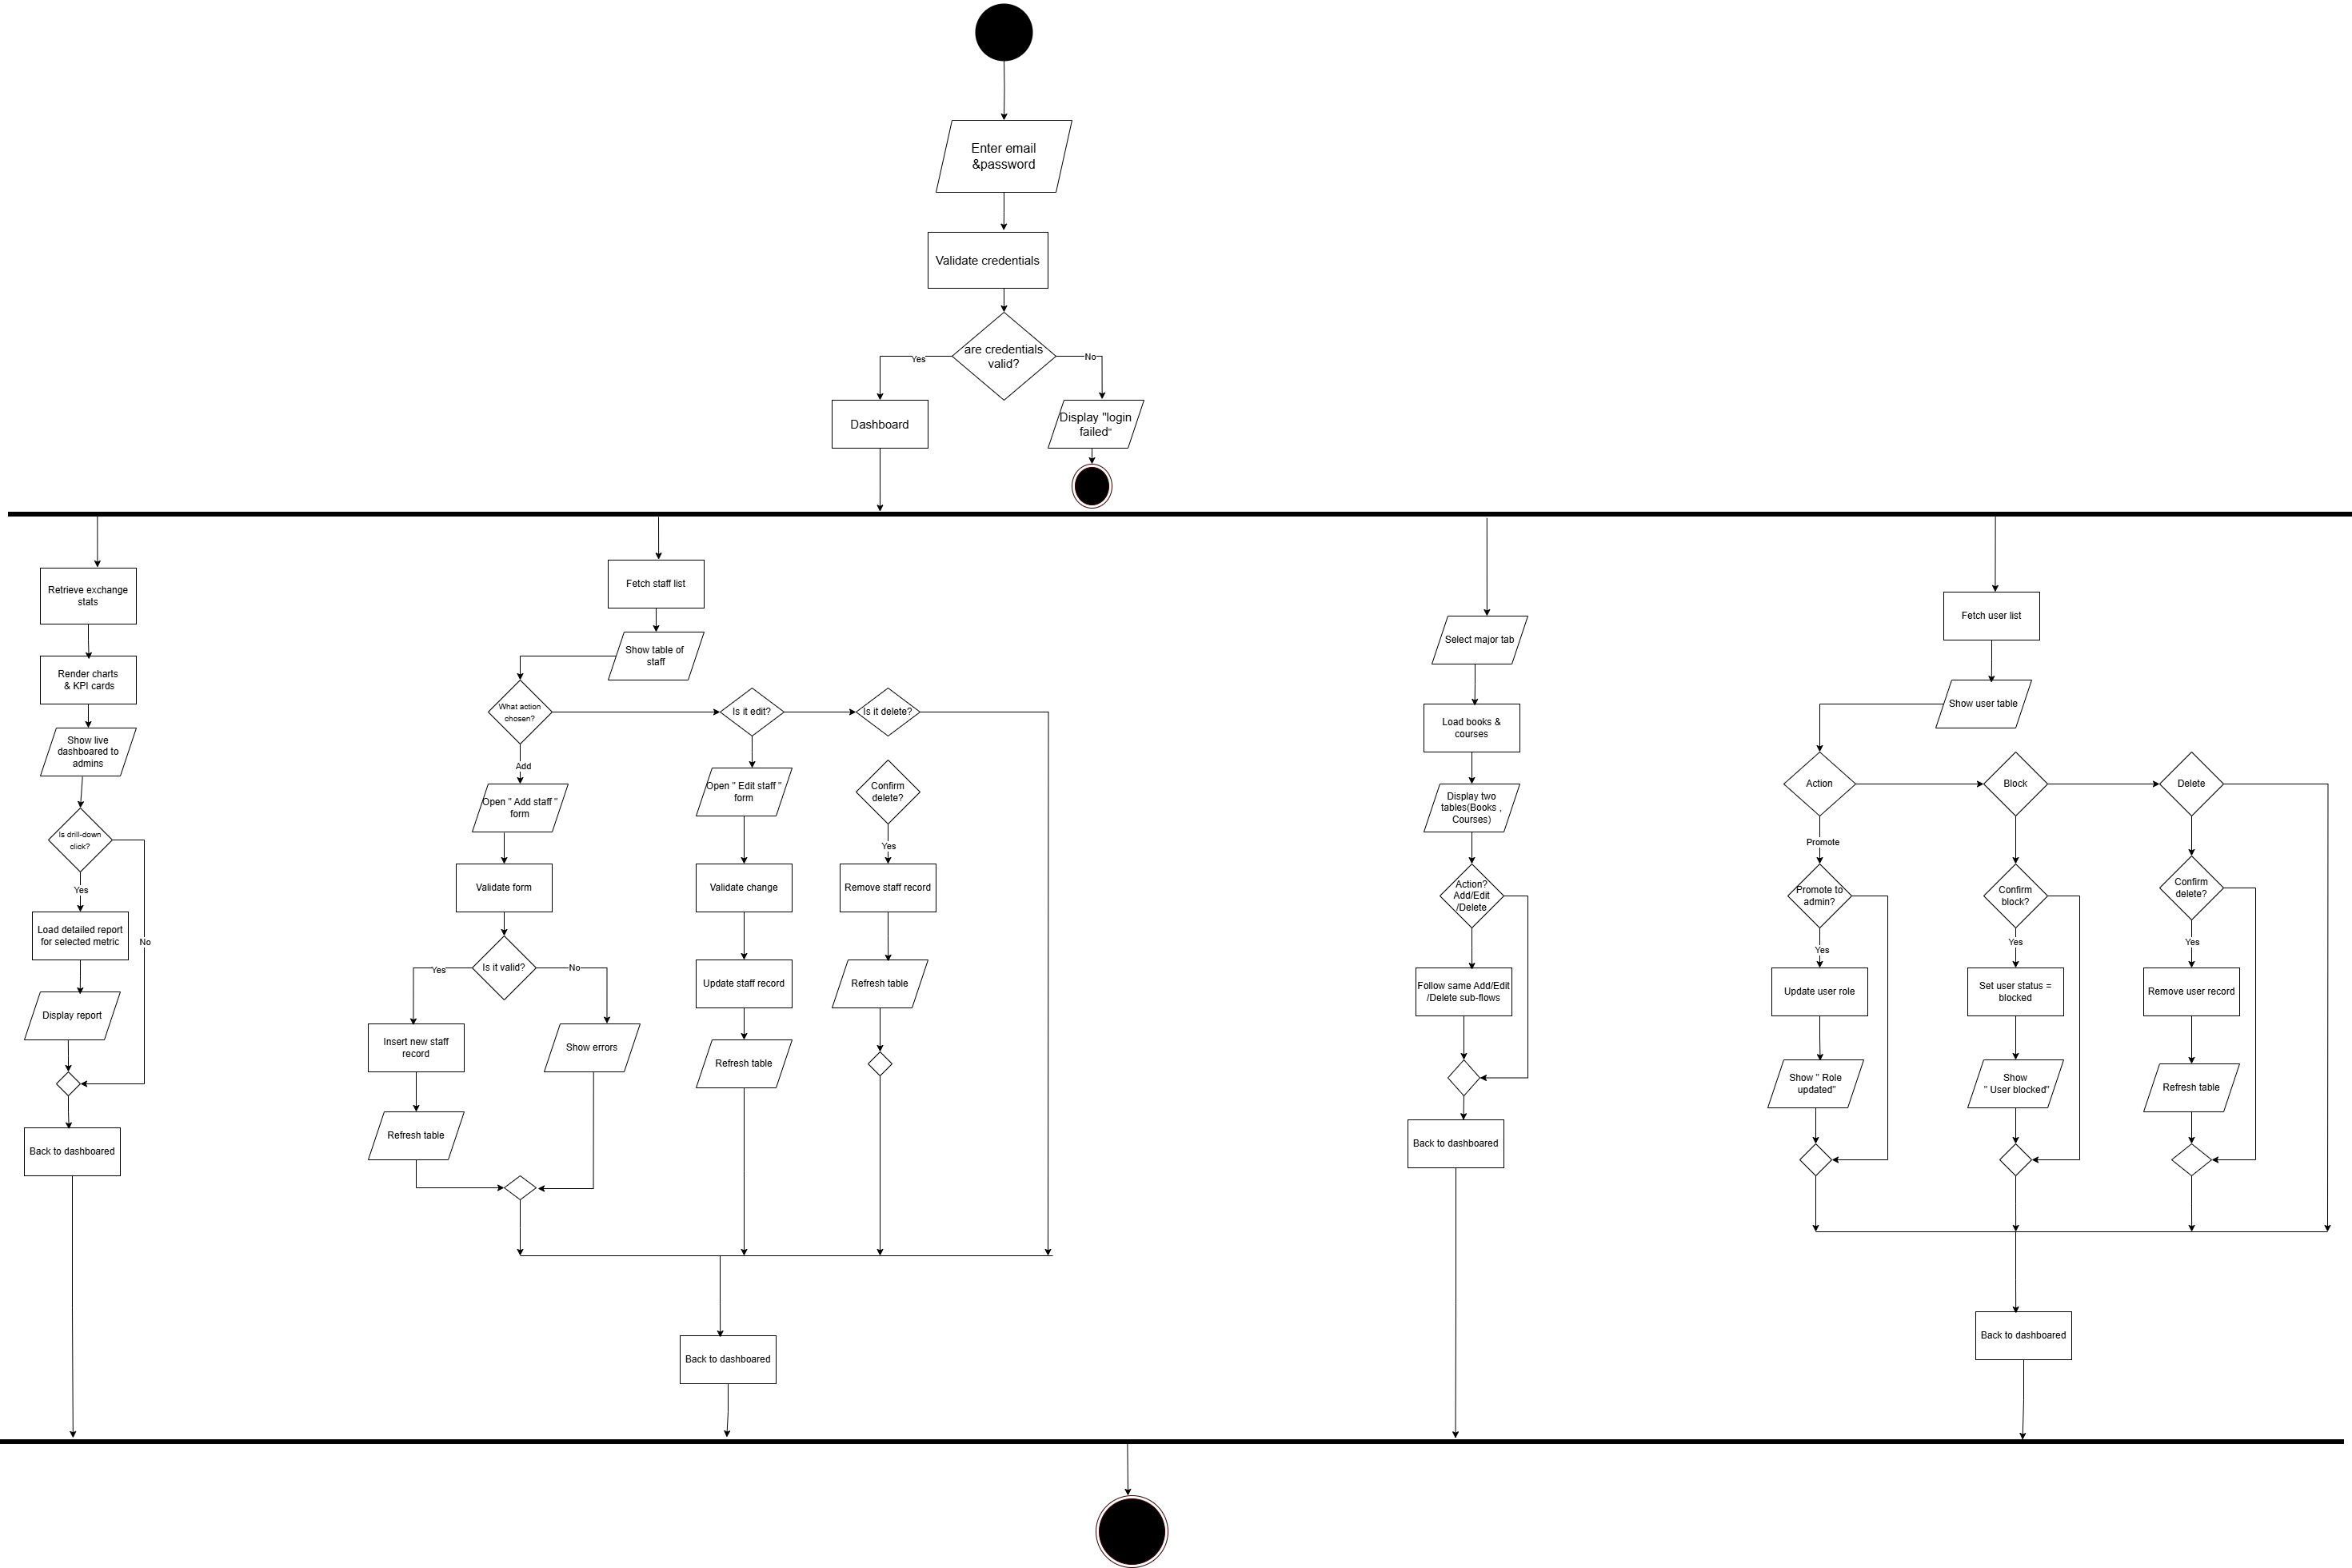 Enter email
&password
Validate credentials
are credentials
valid?
Yes
No
Dashboard
Display "login
failed“
Retrieve exchange
stats
Render charts
& KPI cards
Show live
dashboared to
admins
Is drill-down
click?
Yes
No
Load detailed report
for selected metric
Display report
Back to dashboared
Fetch staff list
Show table of
staff
What action
chosen?
Is it edit?
Is it delete?
Add
Open " Add staff "
form
Validate form
Is it valid?
Yes
No
Insert new staff
record
Show errors
Refresh table
Open " Edit staff "
form
Validate change
Update staff record
Refresh table
Confirm
delete?
Yes
Remove staff record
Refresh table
Back to dashboared
Select major tab
Load books &
courses
Display two
tables(Books ,
Courses)
Action?
Add/Edit
/Delete
Follow same Add/Edit
/Delete sub-flows
Back to dashboared
Fetch user list
Show user table
Action
Block
Delete
Promote
Promote to
admin?
Yes
Update user role
Show " Role
updated"
Confirm
block?
Yes
Set user status =
blocked
Show
" User blocked"
Confirm
delete?
Yes
Remove user record
Refresh table
Back to dashboared